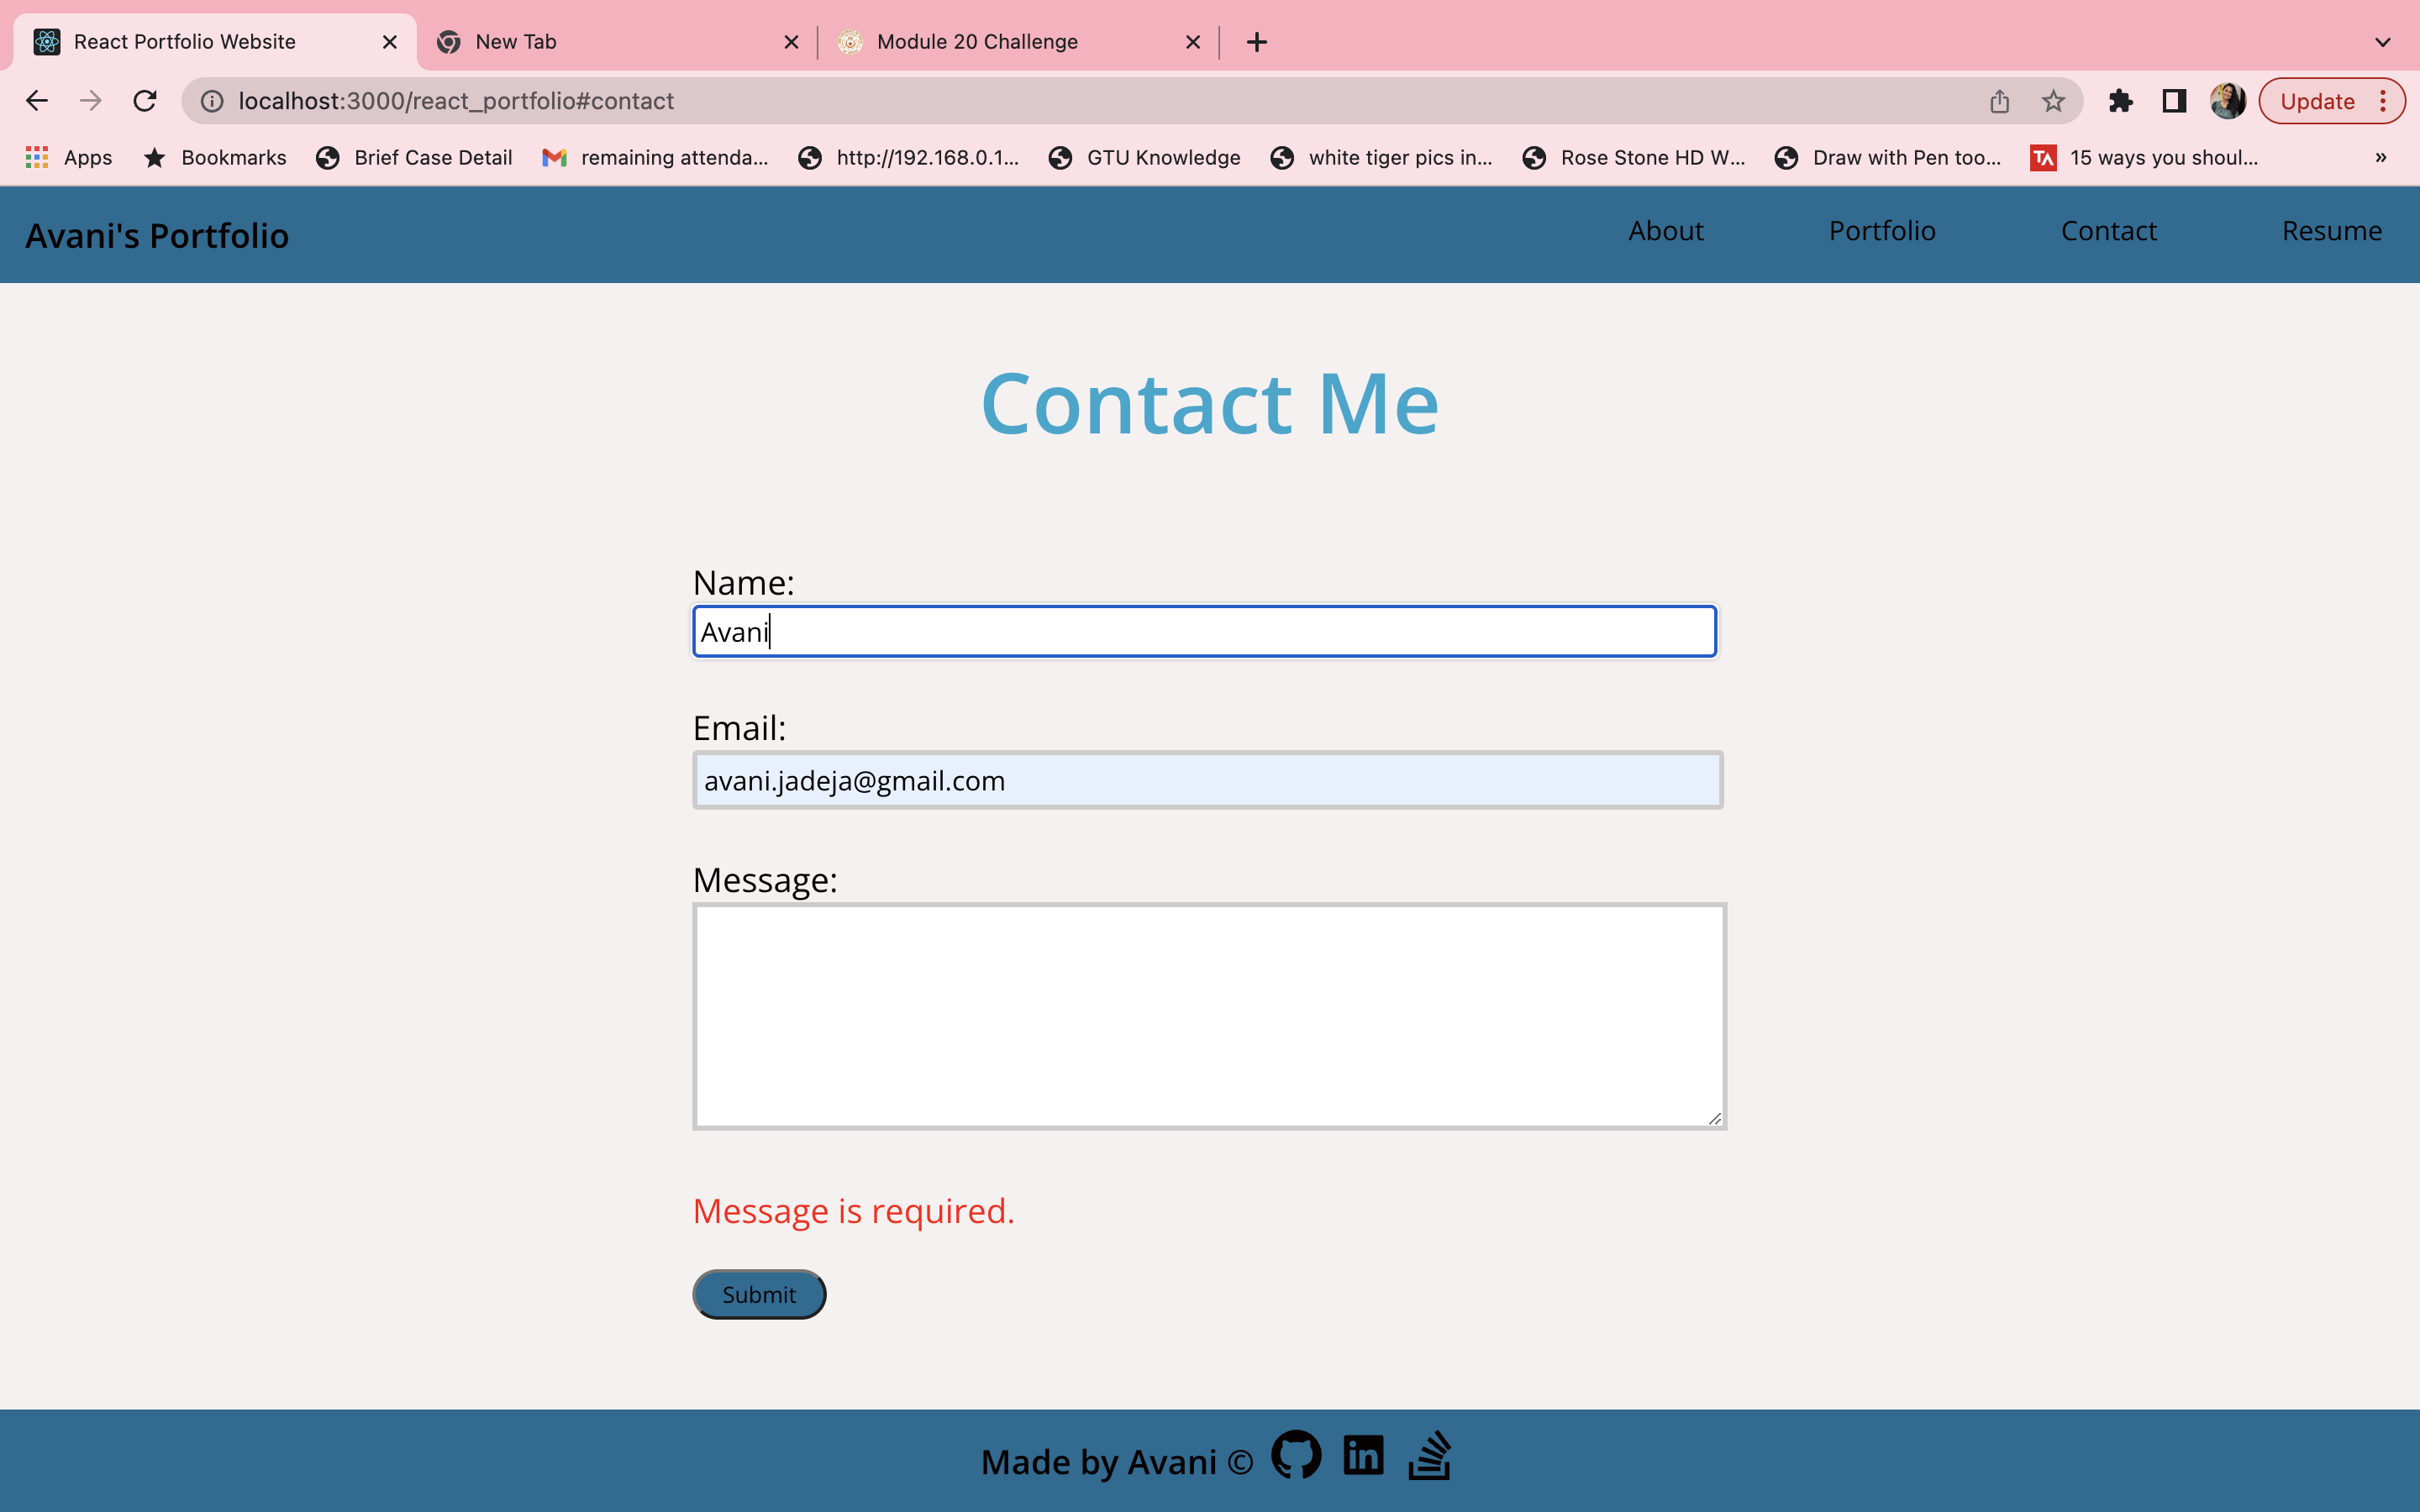 React Portfolio Website
New Tab
Module 20 Challenge
localhost:3000/react_portfolio#contact
Update
Apps
Bookmarks
Brief Case Detail
remaining attenda...
http://192.168.0.1...
GTU Knowledge
white tiger pics in...
Rose Stone HD W...
Draw with Pen too...
15 ways you shoul...
»
Avani's Portfolio
About
Portfolio
Contact
Resume
Contact Me
Name:
Avani
Email:
avani.jadeja@gmail.com
Message:
Message is required.
Submit
Made by Avani ©